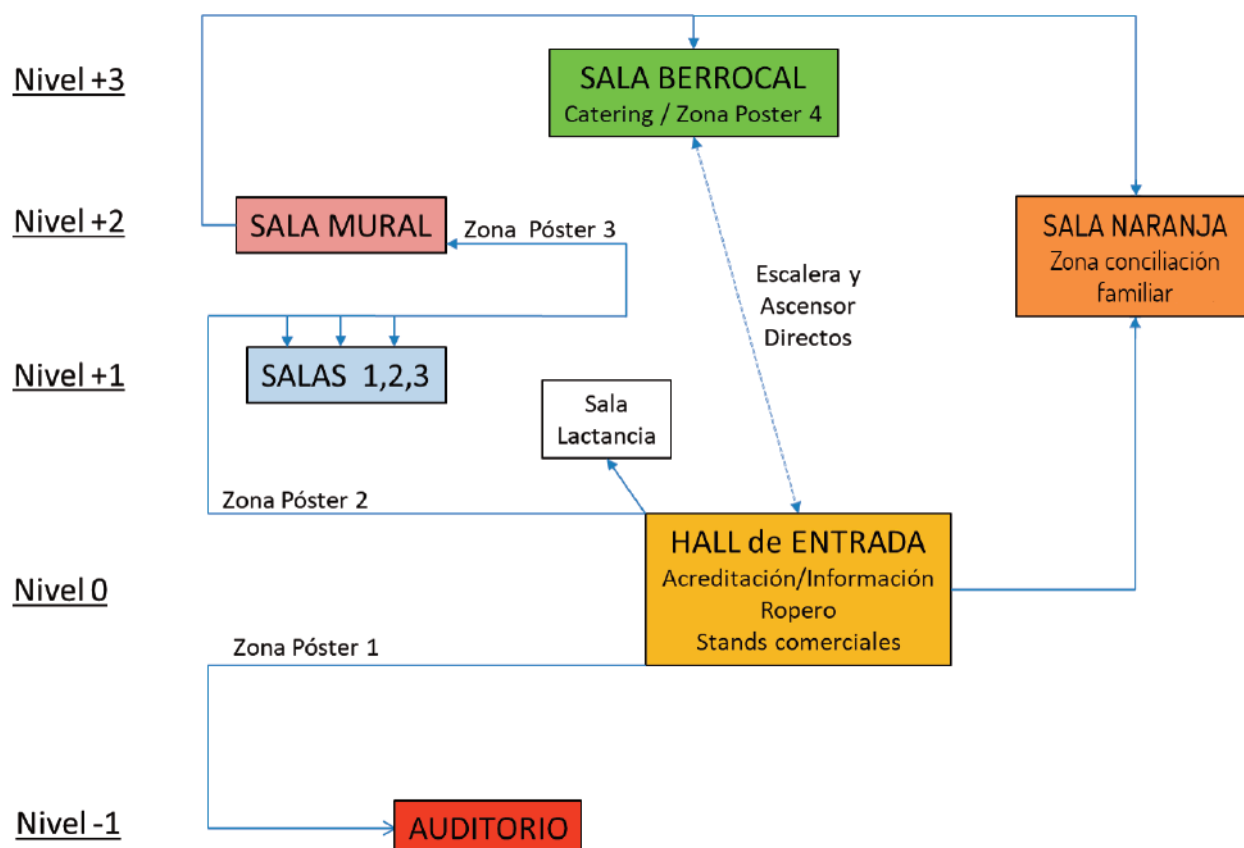 Nivel +3
SALA BERROCAL
Catering / Zona Poster 4
Nivel +2
SALA MURAL
Zona Póster 3
SALA NARANJA
Zona conciliación
familiar
Escalera y
Ascensor
Directos
Nivel +1
SALAS 1,2,3
Sala
Lactancia
Zona Póster 2
HALL de ENTRADA
Acreditación/Información
Ropero
Stands comerciales
Nivel 0
Zona Póster 1
Nivel -1
AUDITORIO